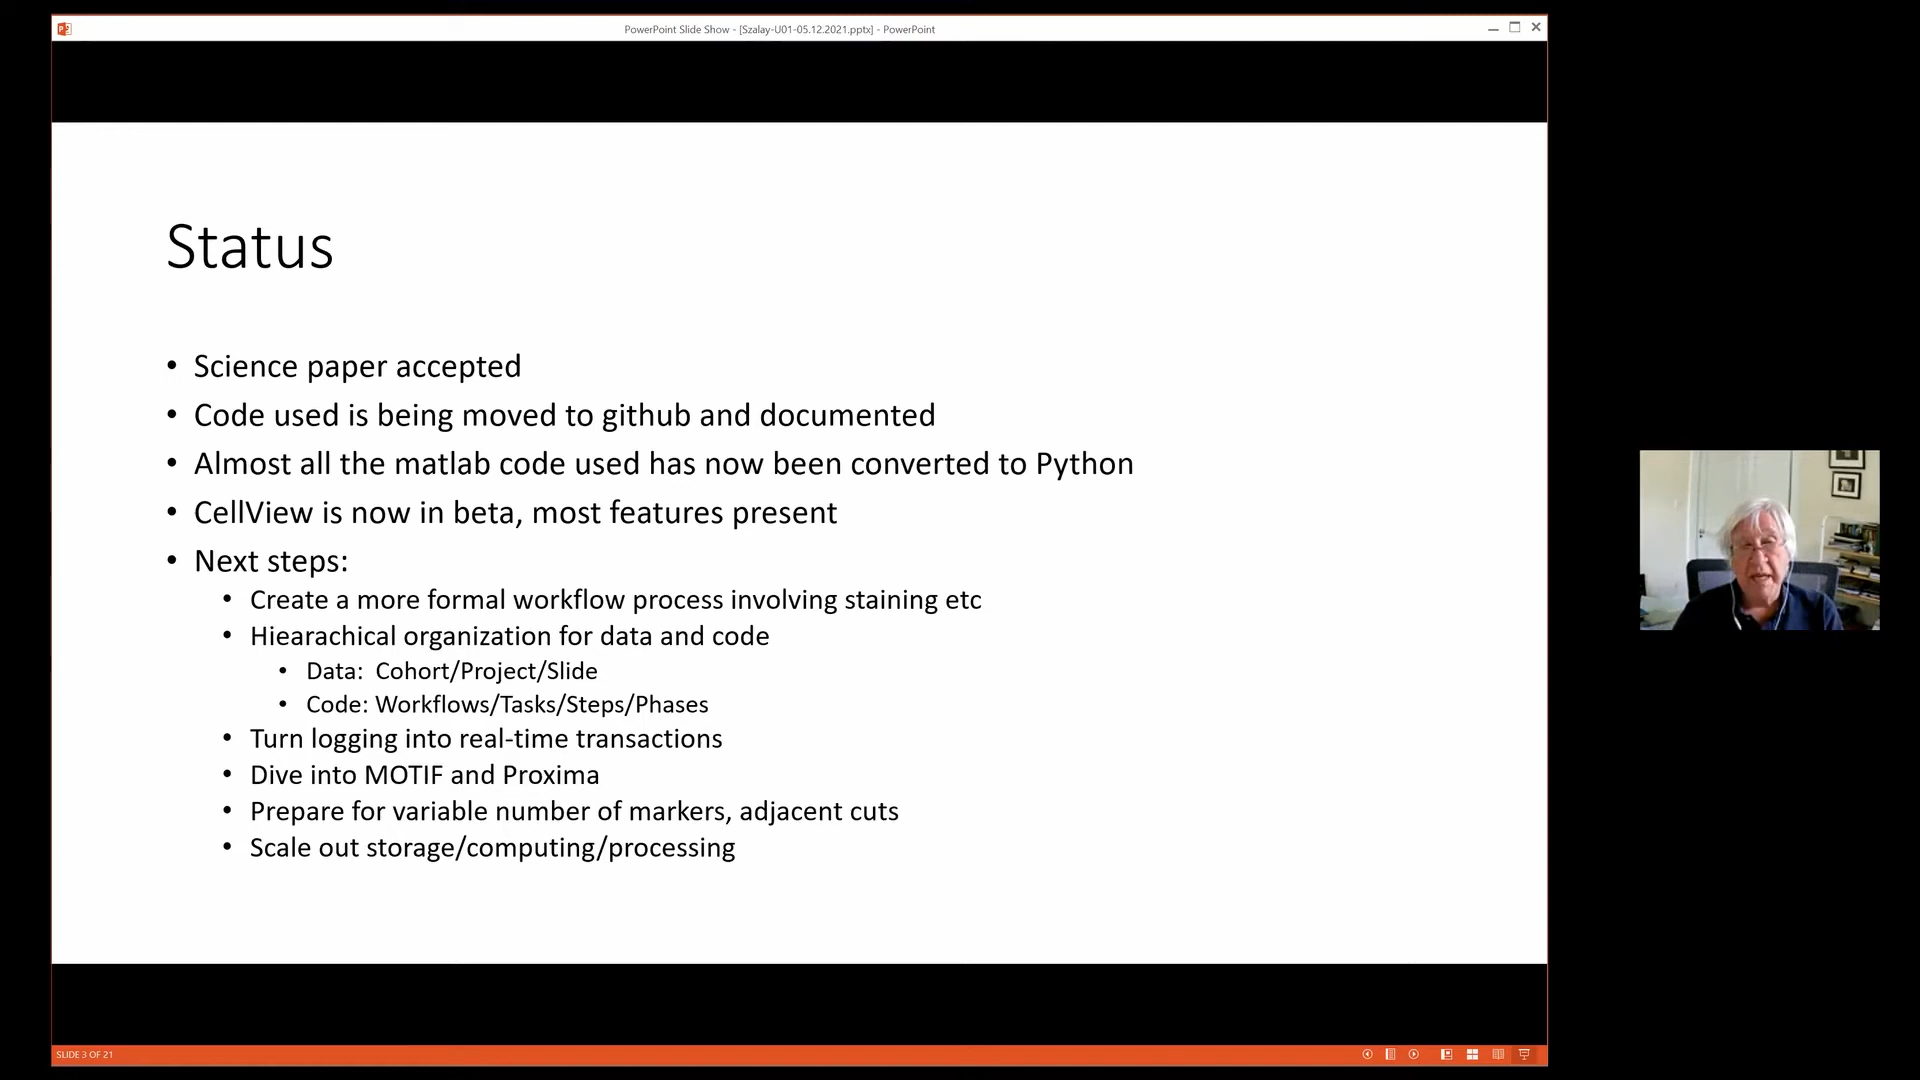 PowerPoint Slide Show - [Szalay-U01-05.12.2021.pptx] - PowerPoint
Status
• Science paper accepted
• Code used is being moved to github and documented
• Almost all the matlab code used has now been converted to Python
• CellView is now in beta, most features present
• Next steps:
• Create a more formal workflow process involving staining etc
• Hiearachical organization for data and code
• Data: Cohort/Project/Slide
• Code: Workflows/Tasks/Steps/Phases
• Turn logging into real-time transactions
• Dive into MOTIF and Proxima
• Prepare for variable number of markers, adjacent cuts
• Scale out storage/computing/processing
SLIDE 3 OF 21